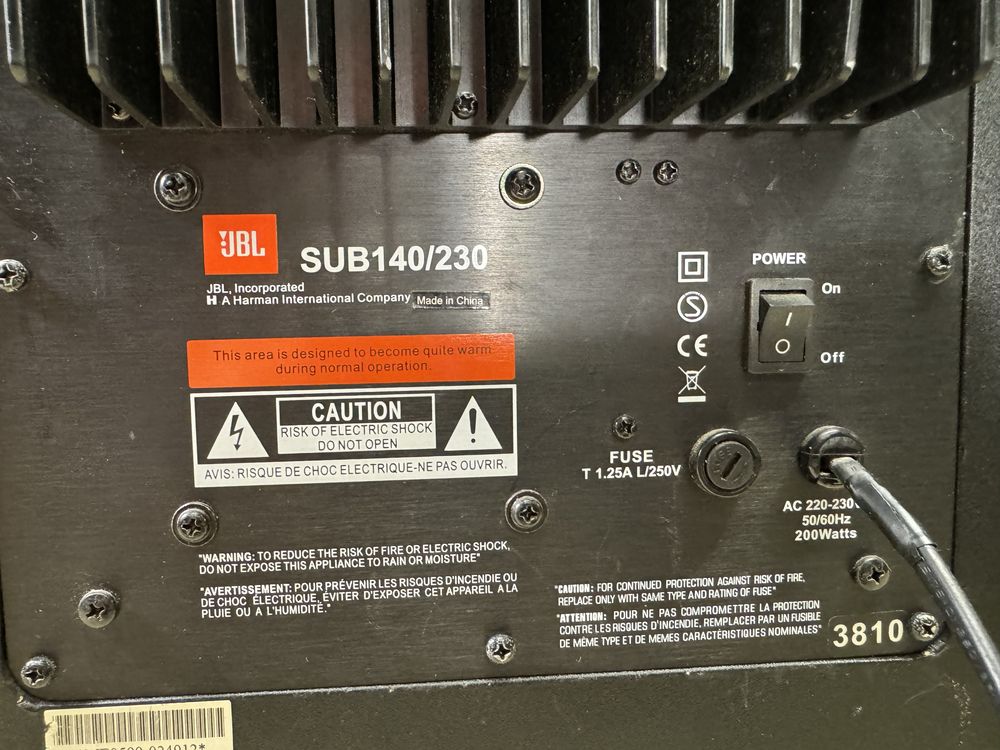 JBL
SUB140/230
JBL, Incorporated
H A Harman International Company Made in China
POWER
On
I
O
Off
CE
This area is designed to become quite warm
during normal operation.
CAUTION
RISK OF ELECTRIC SHOCK
DO NOT OPEN
AVIS: RISQUE DE CHOC ELECTRIQUE-NE PAS OUVRIR.
FUSE
T 1.25A L/250V
AC 220-230V
50/60Hz
200Watts
"WARNING: TO REDUCE THE RISK OF FIRE OR ELECTRIC SHOCK,
DO NOT EXPOSE THIS APPLIANCE TO RAIN OR MOISTURE"
"AVERTISSEMENT: POUR PRÉVENIR LES RISQUES D'INCENDIE OU
DE CHOC ÉLECTRIQUE, ÉVITER D'EXPOSER CET APPAREIL A LA
PLUIE OU A L'HUMIDITÉ."
"CAUTION: FOR CONTINUED PROTECTION AGAINST RISK OF FIRE,
REPLACE ONLY WITH SAME TYPE AND RATING OF FUSE"
"ATTENTION: POUR NE PAS COMPROMETTRE LA PROTECTION
CONTRE LES RISQUES D'INCENDIE, REMPLACER PAR UN FUSIBLE
DE MÊME TYPE ET DE MEMES CARACTÉRISTIQUES NOMINALES"
3810